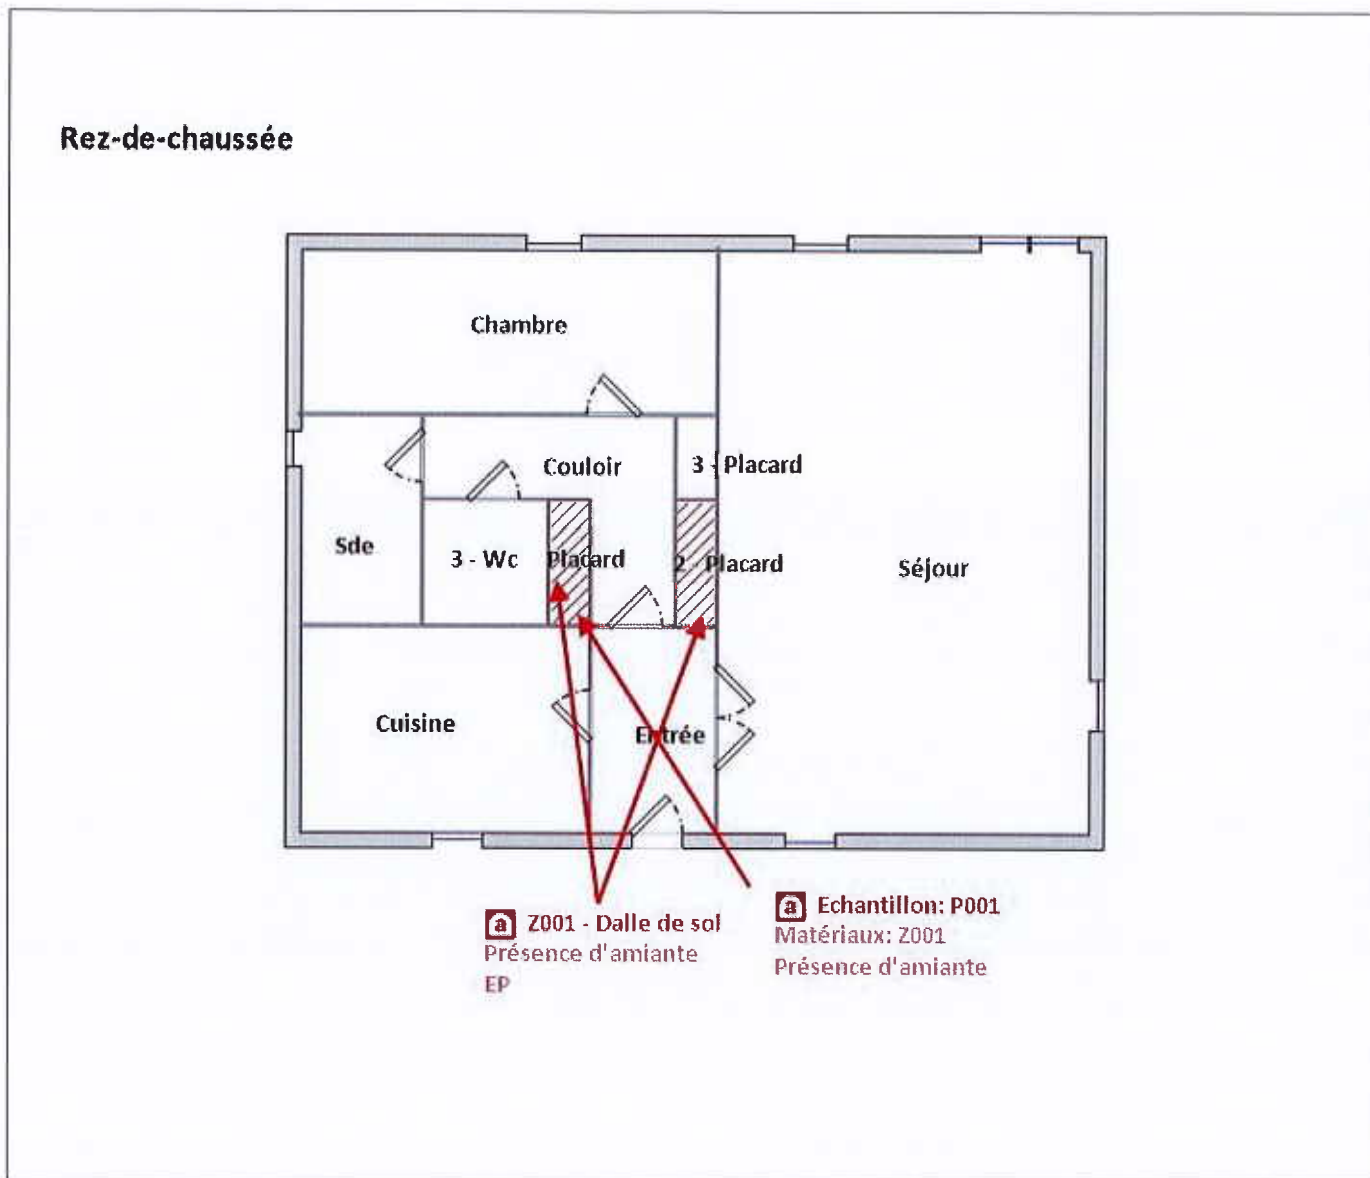 Rez-de-chaussée
Chambre
Couloir
3 - Placard
Sde
3 - Wc
Placard
2 - Placard
Séjour
Cuisine
Entrée
a Z001 - Dalle de sol
Présence d'amiante
EP
a Echantillon: P001
Matériaux: Z001
Présence d'amiante